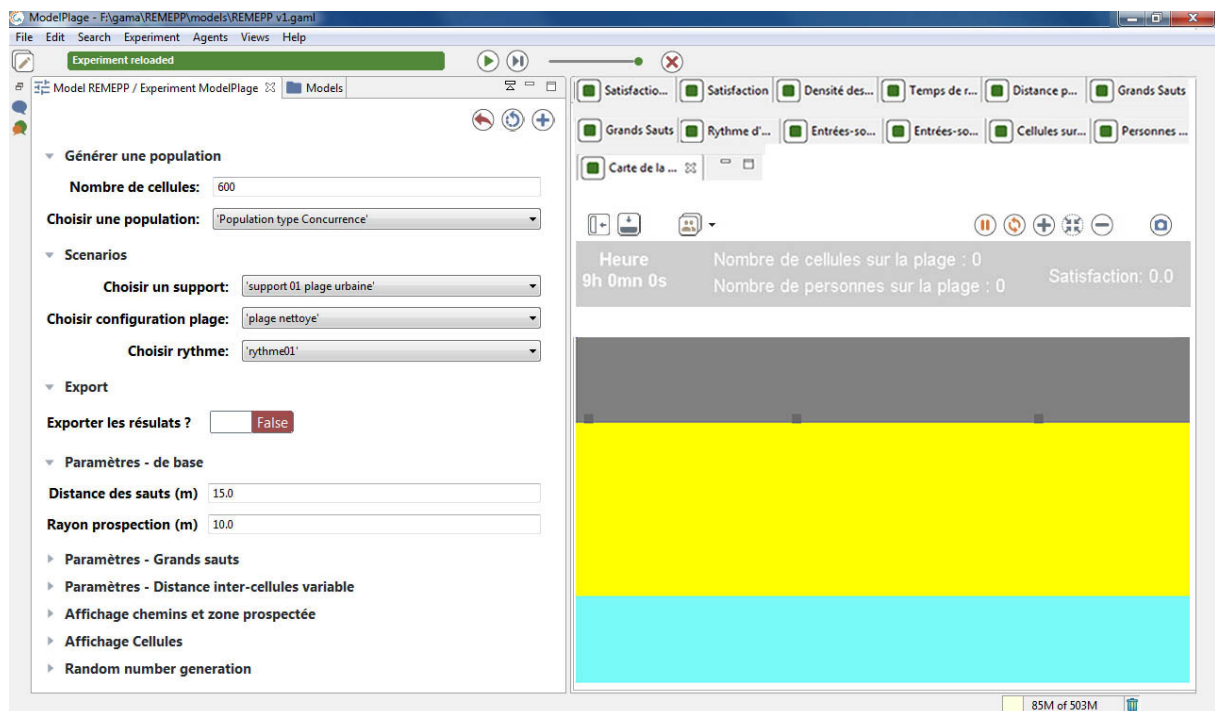 ModelPlage - F:\gama\REMEPP\models\REMEPP v1.gaml
File Edit Search Experiment Agents Views Help
Experiment reloaded
Model REMEPP / Experiment ModelPlage
Models
Générer une population
Nombre de cellules: 600
Choisir une population: 'Population type Concurrence'
Scenarios
Choisir un support: 'support 01 plage urbaine'
Choisir configuration plage: 'plage nettoye'
Choisir rythme: 'rythme01'
Export
Exporter les résulats ? False
Paramètres - de base
Distance des sauts (m) 15.0
Rayon prospection (m) 10.0
Paramètres - Grands sauts
Paramètres - Distance inter-cellules variable
Affichage chemins et zone prospectée
Affichage Cellules
Random number generation
Satisfactio... Satisfaction Densité des... Temps de r... Distance p... Grands Sauts
Grands Sauts Rythme d'... Entrées-so... Entrées-so... Cellules sur... Personnes ...
Carte de la ...
Heure
9h 0mn 0s
Nombre de cellules sur la plage : 0
Nombre de personnes sur la plage : 0
Satisfaction: 0.0
85M of 503M